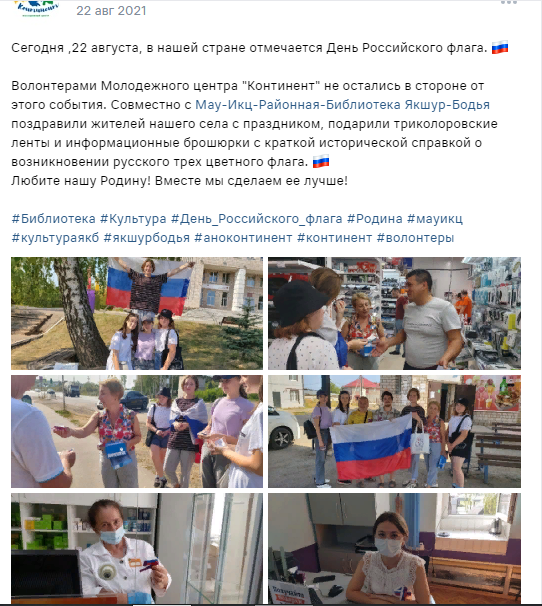 Континент
22 авг 2021
Сегодня ,22 августа, в нашей стране отмечается День Российского флага.
Волонтерами Молодежного центра "Континент" не остались в стороне от
этого события. Совместно с Мау-Икц-Районная-Библиотека Якшур-Бодья
поздравили жителей нашего села с праздником, подарили триколоровские
ленты и информационные брошюрки с краткой исторической справкой о
возникновении русского трех цветного флага.
Любите нашу Родину! Вместе мы сделаем ее лучше!
#Библиотека #Культура #День_Российского_флага #Родина #мауикц
#культураякб #якшурбодья #аноконтинент #континент #волонтеры